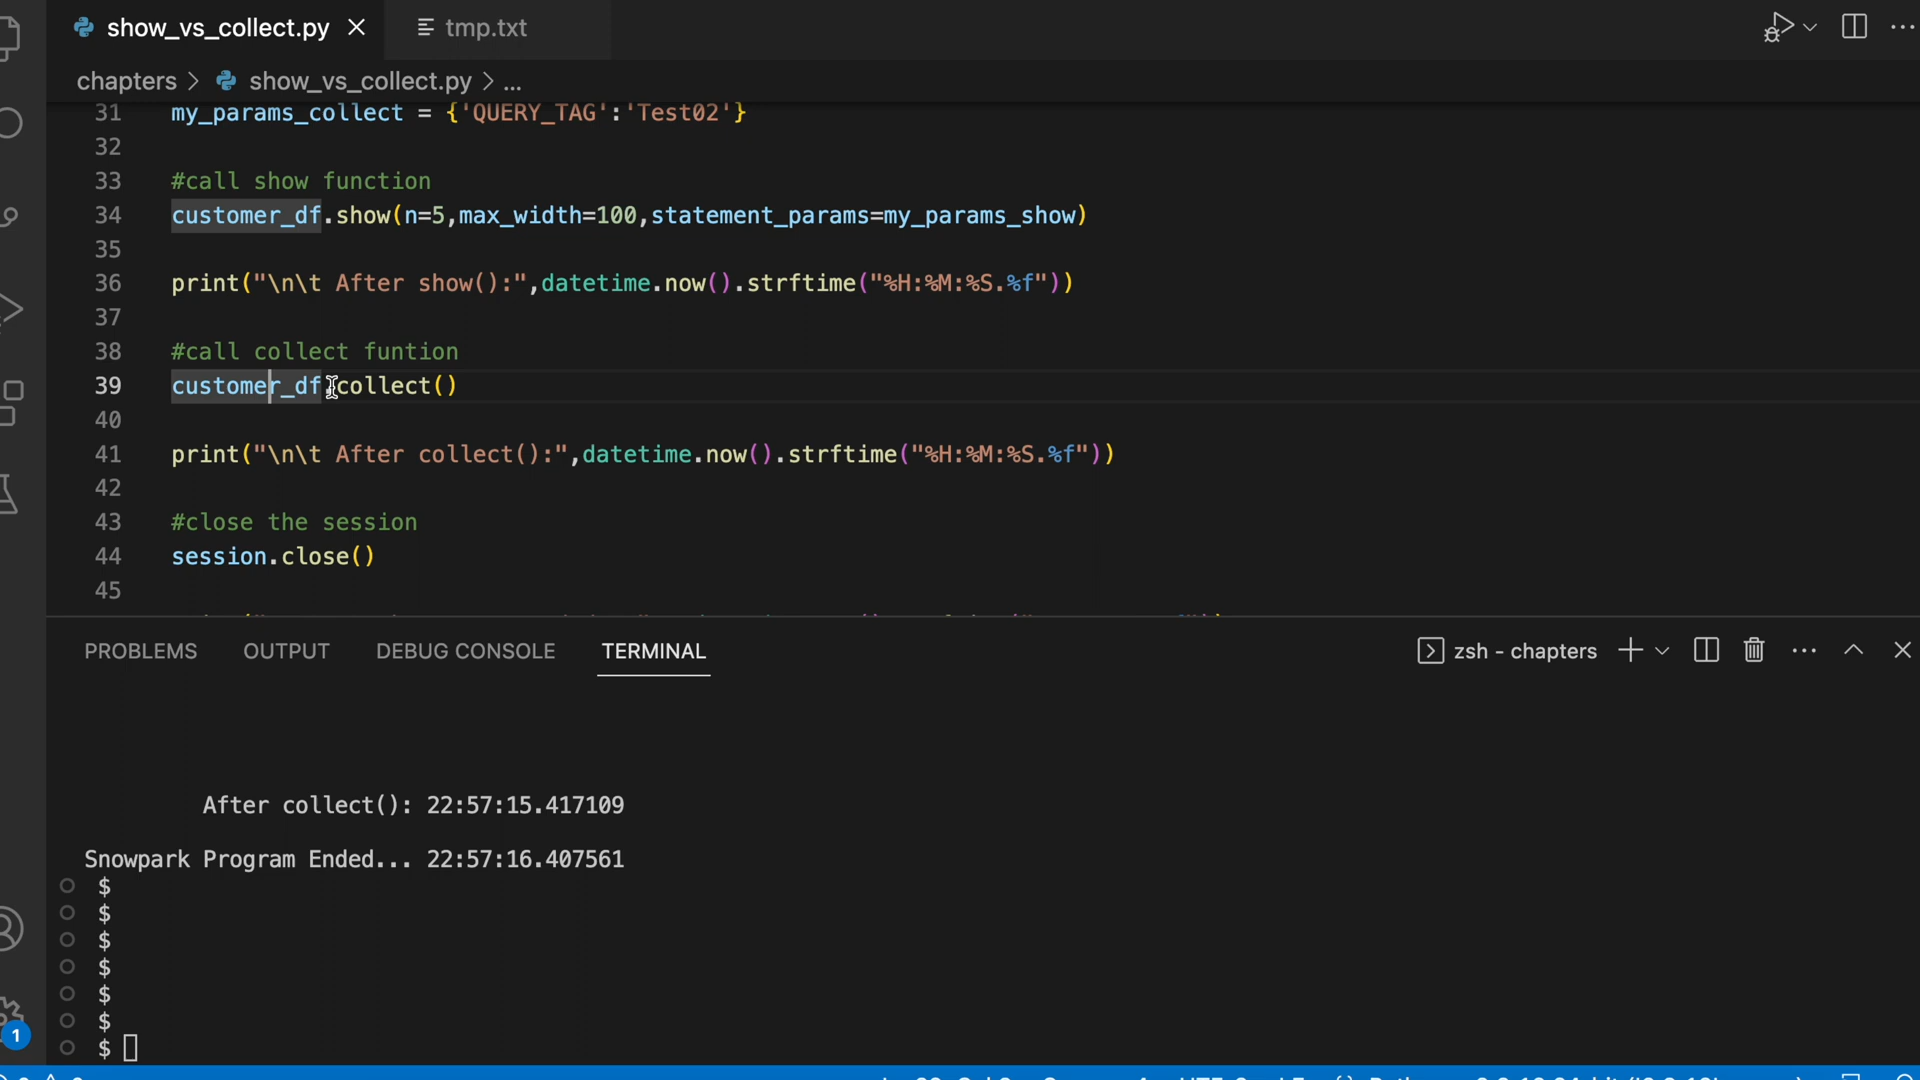 show_vs_collect.py
tmp.txt
chapters > show_vs_collect.py > ...
31 my_params_collect = {'QUERY_TAG':'Test02'}
32
33 #call show function
34 customer_df.show(n=5,max_width=100,statement_params=my_params_show)
35
36 print("\n\t After show():",datetime.now().strftime("%H:%M:%S.%f"))
37
38 #call collect funtion
39 customer_df.collect()
40
41 print("\n\t After collect():",datetime.now().strftime("%H:%M:%S.%f"))
42
43 #close the session
44 session.close()
45
PROBLEMS OUTPUT DEBUG CONSOLE TERMINAL zsh - chapters
After collect(): 22:57:15.417109
Snowpark Program Ended... 22:57:16.407561
$
$
$
$
$
$
1
$